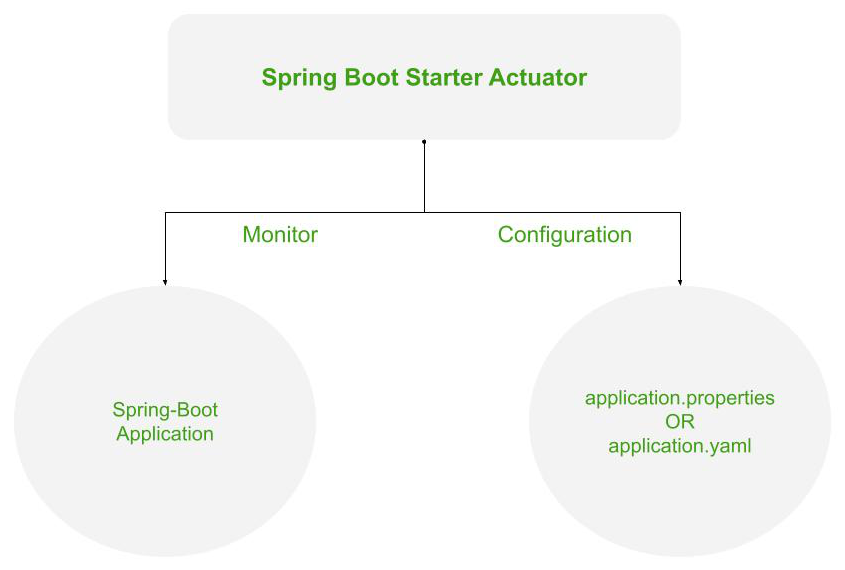 Spring Boot Starter Actuator
Monitor
Configuration
Spring-Boot
Application
application.properties
OR
application.yaml